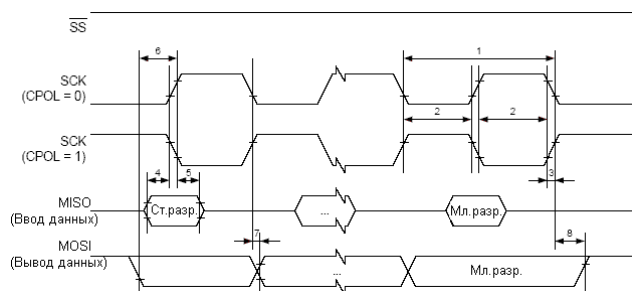 SS
1
6
SCK
(CPOL = 0)
2
2
SCK
(CPOL = 1)
3
4
5
MISO
(Ввод данных)
Ст.разр.
...
Мл.разр.
MOSI
(Вывод данных)
7
8
...
Мл.разр.